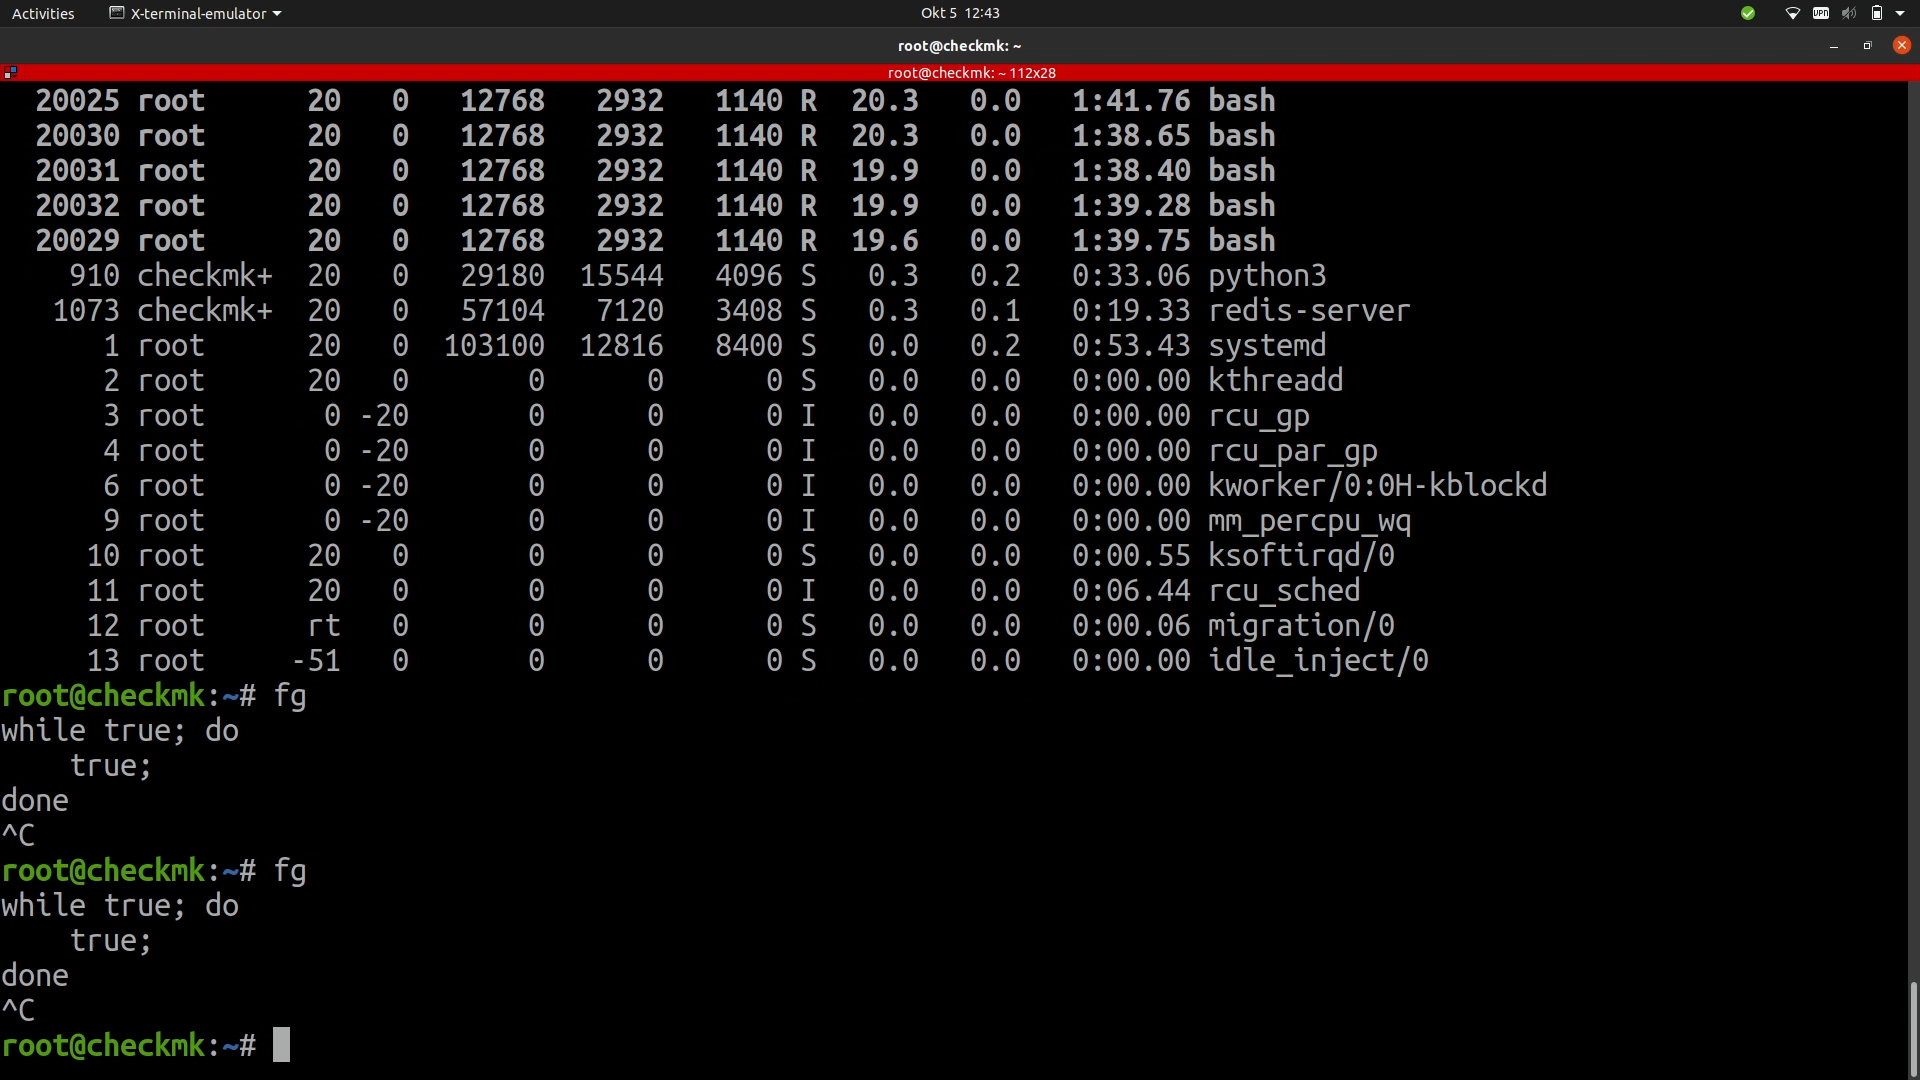 Activities X-terminal-emulator Okt 5 12:43 VPN
root@checkmk: ~
root@checkmk: ~ 112x28
20025 root 20 0 12768 2932 1140 R 20.3 0.0 1:41.76 bash
20030 root 20 0 12768 2932 1140 R 20.3 0.0 1:38.65 bash
20031 root 20 0 12768 2932 1140 R 19.9 0.0 1:38.40 bash
20032 root 20 0 12768 2932 1140 R 19.9 0.0 1:39.28 bash
20029 root 20 0 12768 2932 1140 R 19.6 0.0 1:39.75 bash
910 checkmk+ 20 0 29180 15544 4096 S 0.3 0.2 0:33.06 python3
1073 checkmk+ 20 0 57104 7120 3408 S 0.3 0.1 0:19.33 redis-server
1 root 20 0 103100 12816 8400 S 0.0 0.2 0:53.43 systemd
2 root 20 0 0 0 0 S 0.0 0.0 0:00.00 kthreadd
3 root 0 -20 0 0 0 I 0.0 0.0 0:00.00 rcu_gp
4 root 0 -20 0 0 0 I 0.0 0.0 0:00.00 rcu_par_gp
6 root 0 -20 0 0 0 I 0.0 0.0 0:00.00 kworker/0:0H-kblockd
9 root 0 -20 0 0 0 I 0.0 0.0 0:00.00 mm_percpu_wq
10 root 20 0 0 0 0 S 0.0 0.0 0:00.55 ksoftirqd/0
11 root 20 0 0 0 0 I 0.0 0.0 0:06.44 rcu_sched
12 root rt 0 0 0 0 S 0.0 0.0 0:00.06 migration/0
13 root -51 0 0 0 0 S 0.0 0.0 0:00.00 idle_inject/0
root@checkmk:~# fg
while true; do
    true;
done
^C
root@checkmk:~# fg
while true; do
    true;
done
^C
root@checkmk:~#